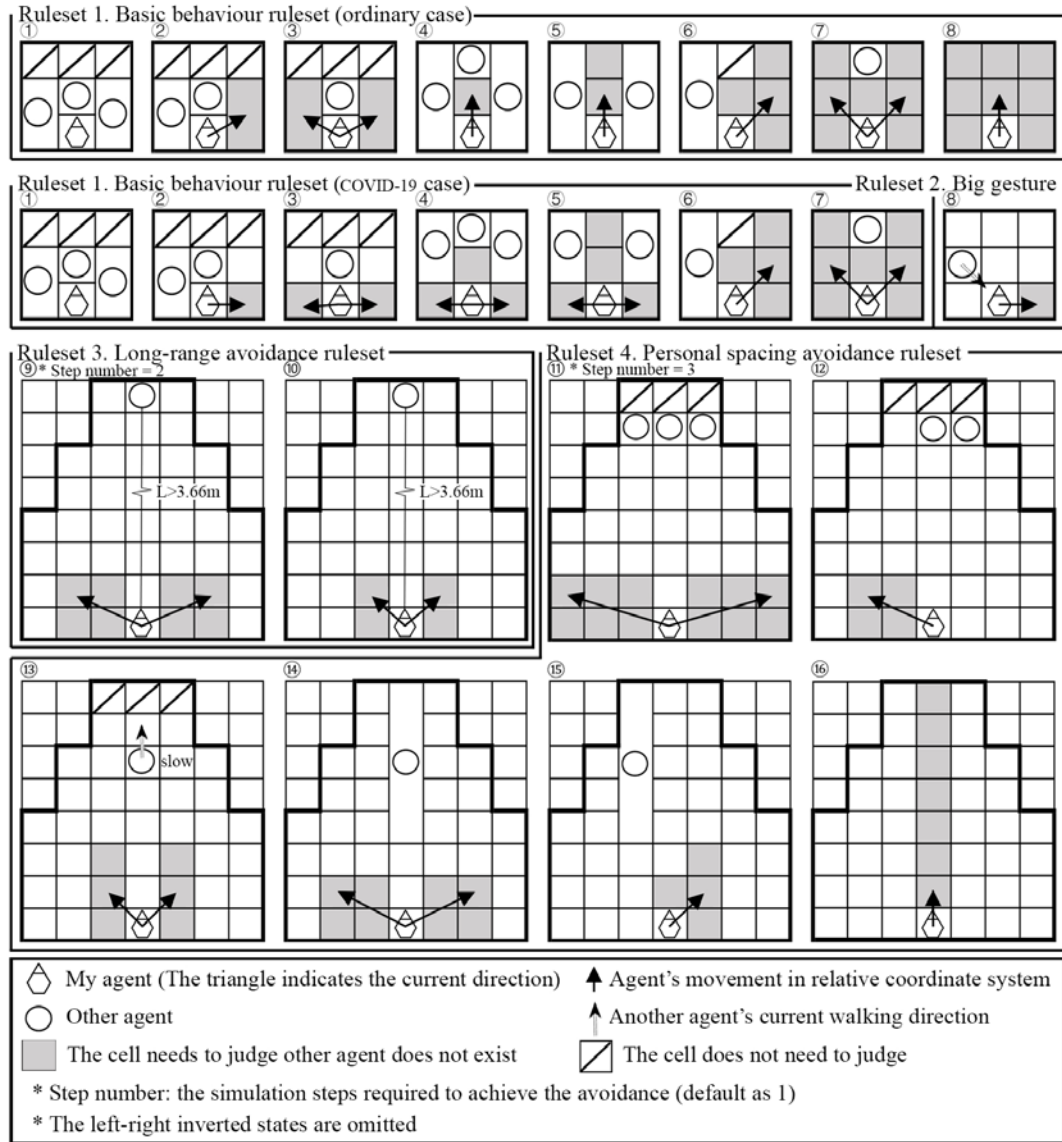 Ruleset 1. Basic behaviour ruleset (ordinary case)
① ② ③ ④ ⑤ ⑥ ⑦ ⑧
Ruleset 1. Basic behaviour ruleset (COVID-19 case) Ruleset 2. Big gesture
① ② ③ ④ ⑤ ⑥ ⑦ ⑧
Ruleset 3. Long-range avoidance ruleset Ruleset 4. Personal spacing avoidance ruleset
⑨ * Step number = 2 ⑩ ⑪ * Step number = 3 ⑫
L>3.66m L>3.66m
⑬ ⑭ ⑮ ⑯
slow
My agent (The triangle indicates the current direction) Agent's movement in relative coordinate system
Other agent Another agent's current walking direction
The cell needs to judge other agent does not exist The cell does not need to judge
* Step number: the simulation steps required to achieve the avoidance (default as 1)
* The left-right inverted states are omitted